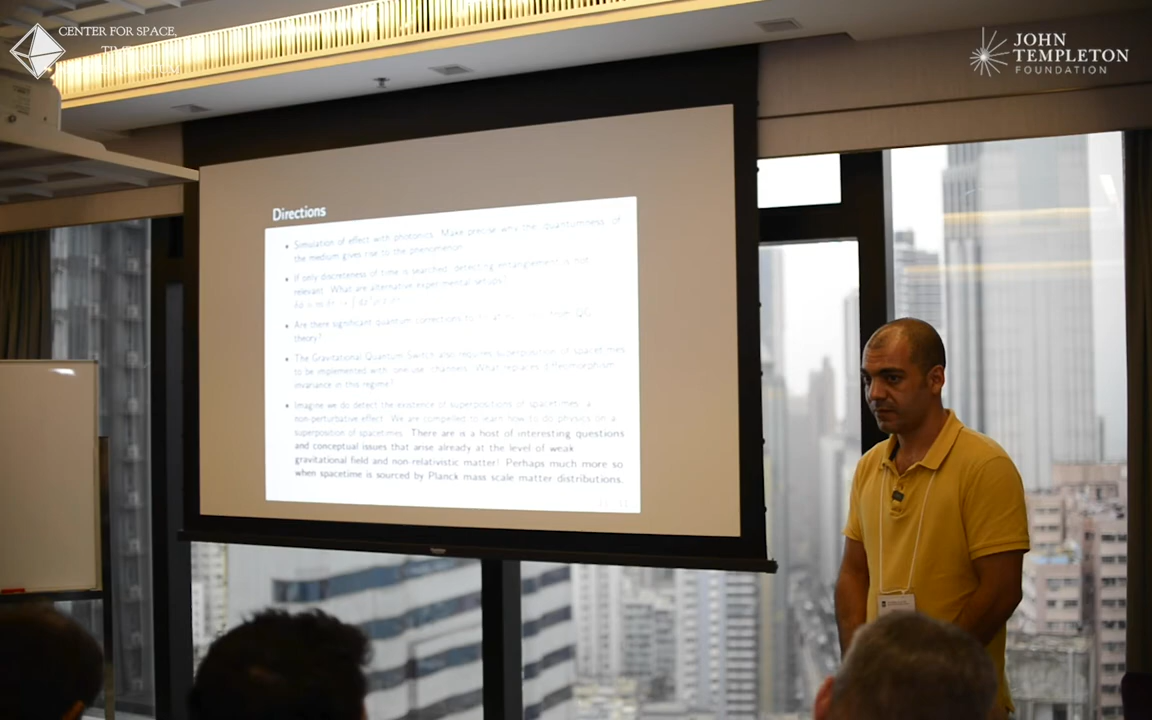 CENTER FOR SPACE,
JOHN
TEMPLETON
FOUNDATION
Directions
Simulation of effect with photonics. Make precise why the quantumness of
the medium gives rise to the phenomenon.
If only discreteness of time is searched, detecting entanglement is not
relevant. What are alternative experimental setups?
Are there significant quantum corrections to from QG
theory?
The Gravitational Quantum Switch also requires superposition of spacetimes
to be implemented with one-use channels. What replaces diffeomorphism
invariance in this regime?
Imagine we do detect the existence of superpositions of spacetimes, a
non-perturbative effect. We are compelled to learn how to do physics on a
superposition of spacetimes. There are is a host of interesting questions
and conceptual issues that arise already at the level of weak
gravitational field and non-relativistic matter! Perhaps much more so
when spacetime is sourced by Planck mass scale matter distributions.